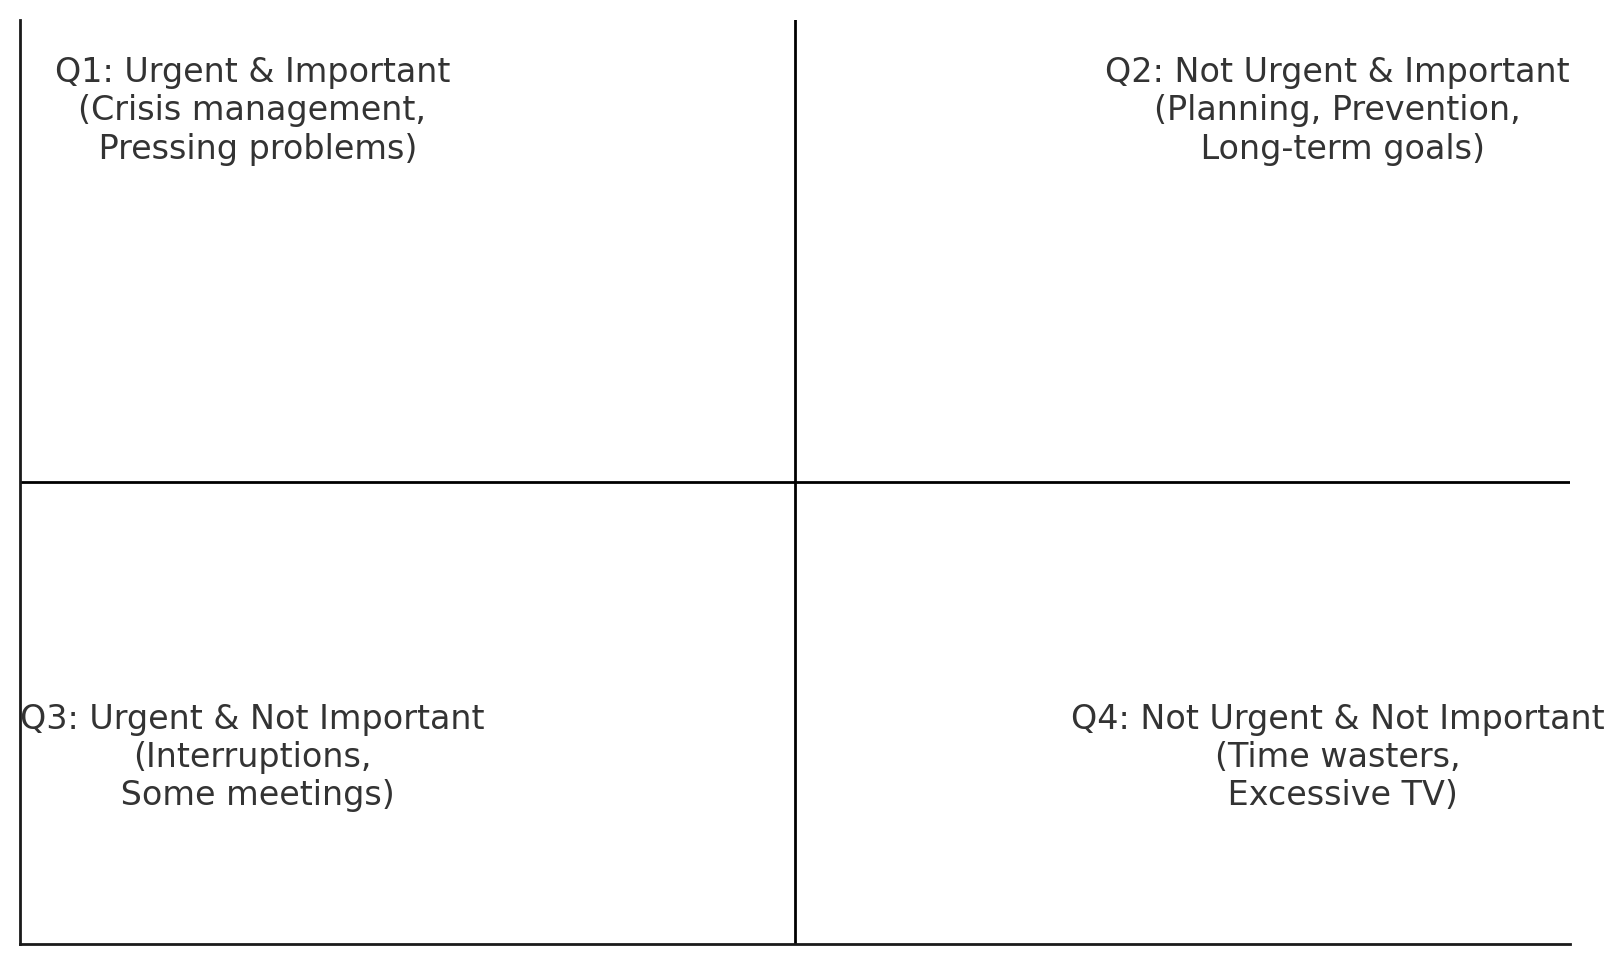 Q1: Urgent & Important
(Crisis management,
Pressing problems)
Q2: Not Urgent & Important
(Planning, Prevention,
Long-term goals)
Q3: Urgent & Not Important
(Interruptions,
Some meetings)
Q4: Not Urgent & Not Important
(Time wasters,
Excessive TV)